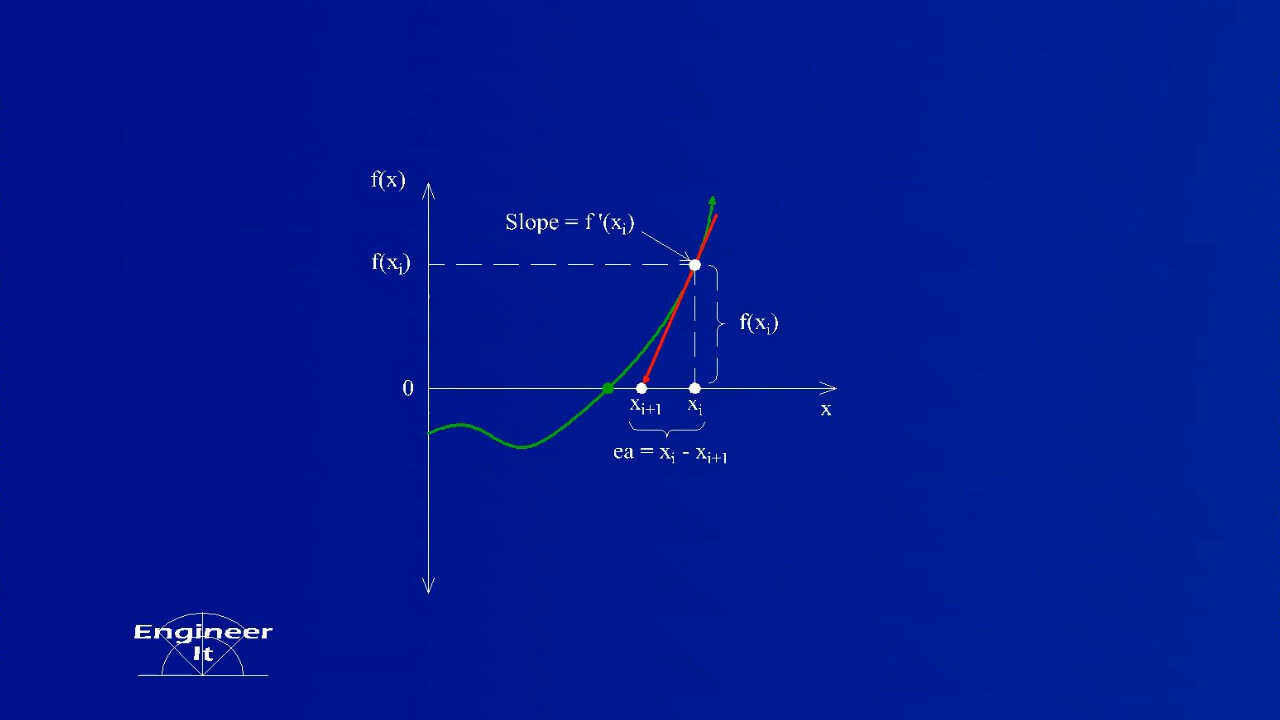 f(x)
Slope = f '(xᵢ)
f(xᵢ)
f(xᵢ)
0
xᵢ₊₁
xᵢ
x
ea = xᵢ - xᵢ₊₁
Engineer
It